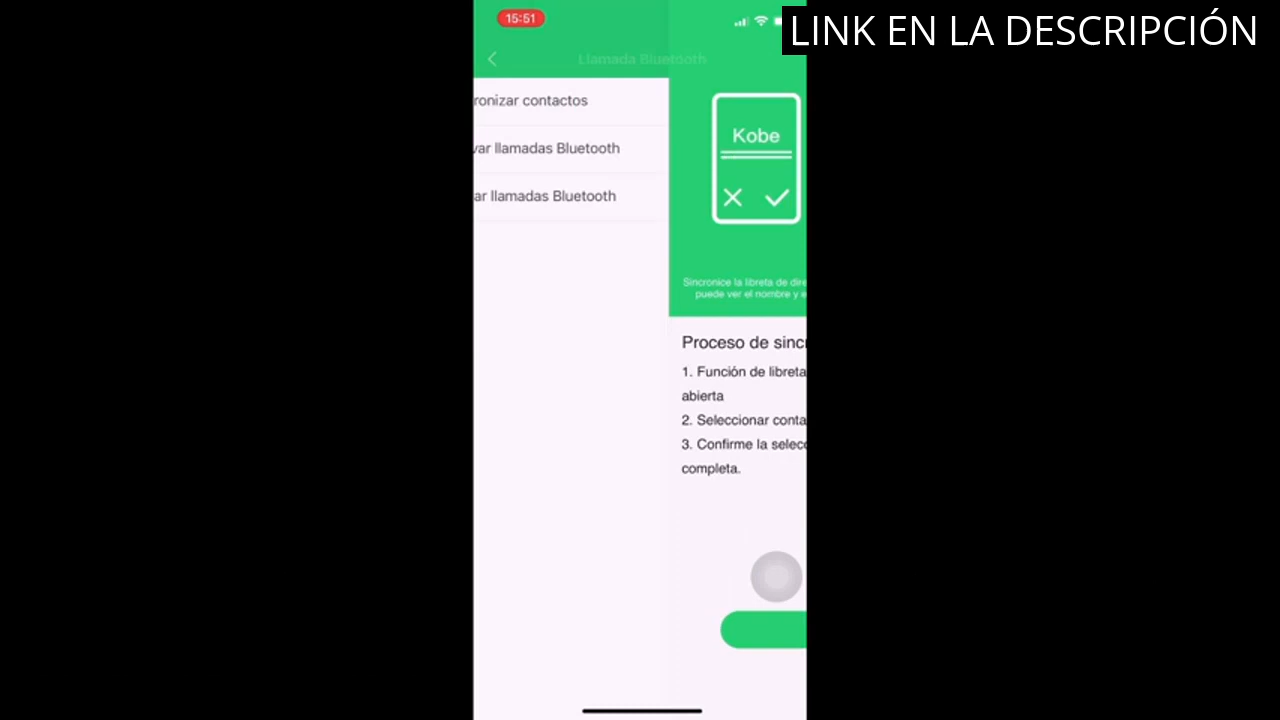 15:51
LINK EN LA DESCRIPCIÓN
Llamada Bluetooth
ronizar contactos
var llamadas Bluetooth
ar llamadas Bluetooth
Kobe
Sincronice la libreta de dire
puede ver el nombre y e
Proceso de sincr
1. Función de libreta
abierta
2. Seleccionar conta
3. Confirme la selecc
completa.